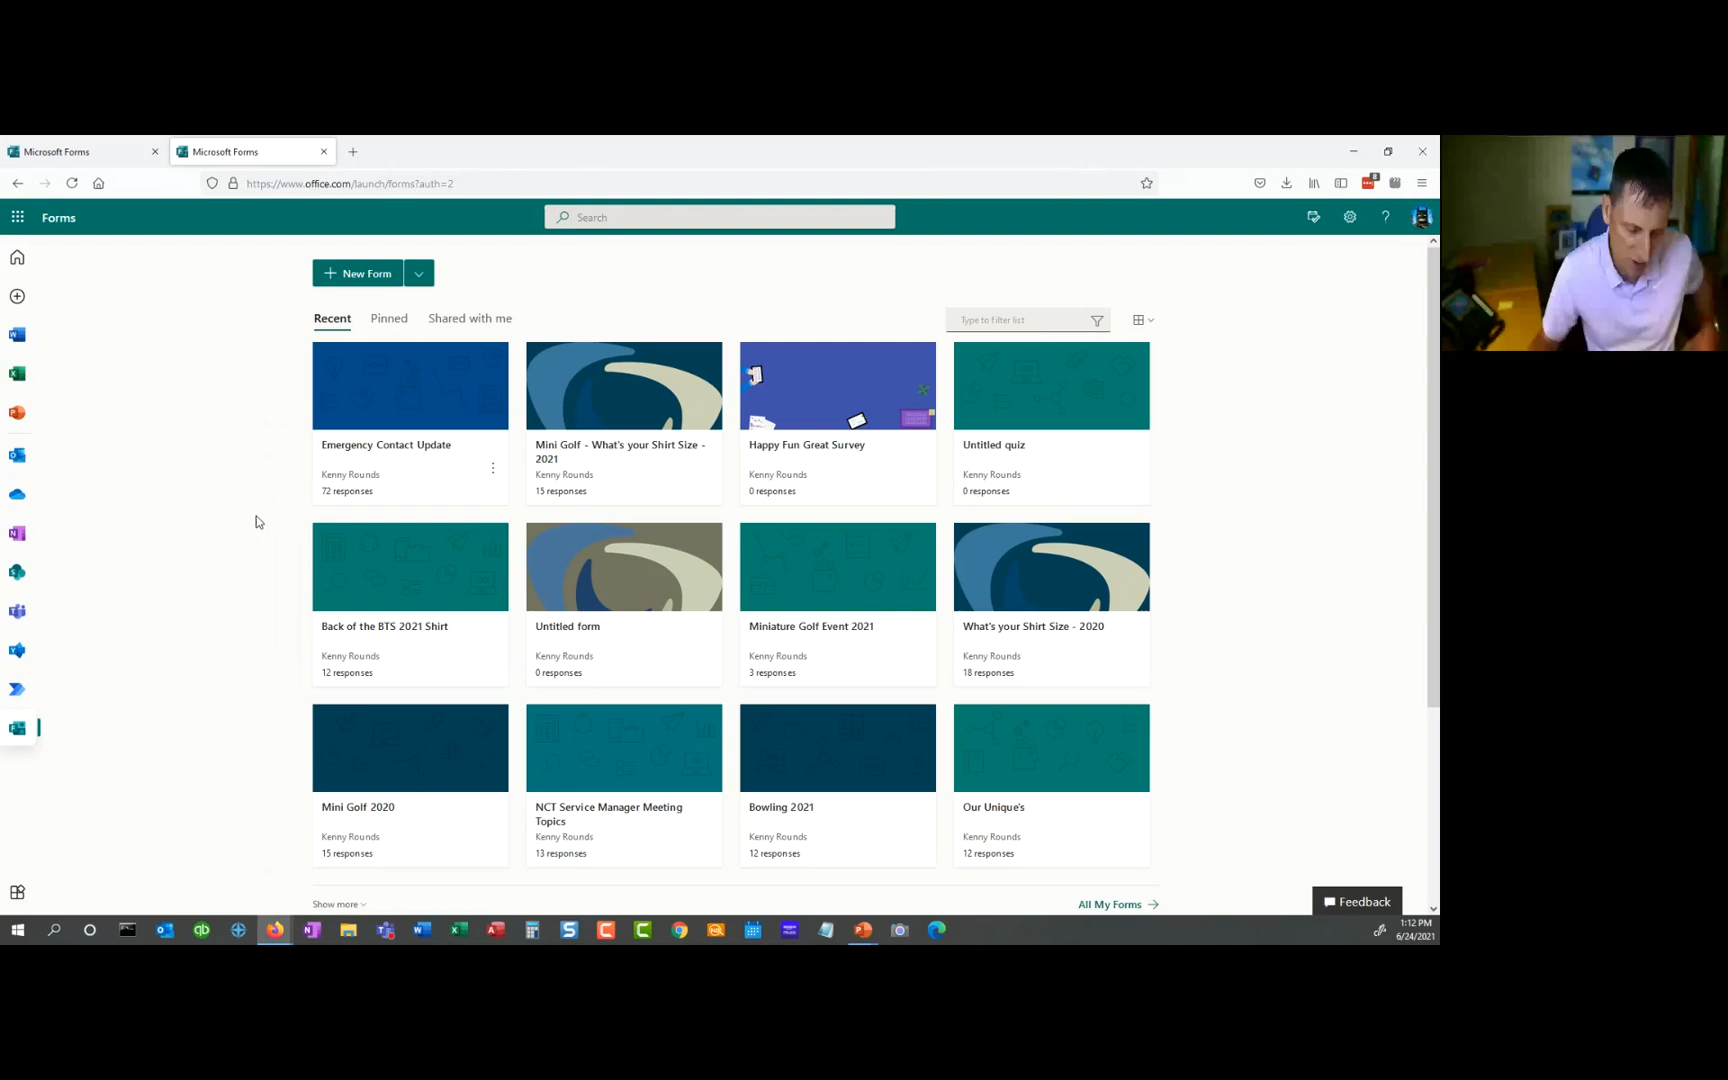 Microsoft Forms
Microsoft Forms
https://www.office.com/launch/forms?auth=2
8
Forms
Search
New Form
Recent
Pinned
Shared with me
Type to filter list
Emergency Contact Update
Kenny Rounds
72 responses
Mini Golf - What's your Shirt Size -
2021
Kenny Rounds
15 responses
Happy Fun Great Survey
Kenny Rounds
0 responses
Untitled quiz
Kenny Rounds
0 responses
Back of the BTS 2021 Shirt
Kenny Rounds
12 responses
Untitled form
Kenny Rounds
0 responses
Miniature Golf Event 2021
Kenny Rounds
3 responses
What's your Shirt Size - 2020
Kenny Rounds
18 responses
Mini Golf 2020
Kenny Rounds
15 responses
NCT Service Manager Meeting
Topics
Kenny Rounds
13 responses
Bowling 2021
Kenny Rounds
12 responses
Our Unique's
Kenny Rounds
12 responses
Show more
All My Forms
Feedback
1:12 PM
6/24/2021